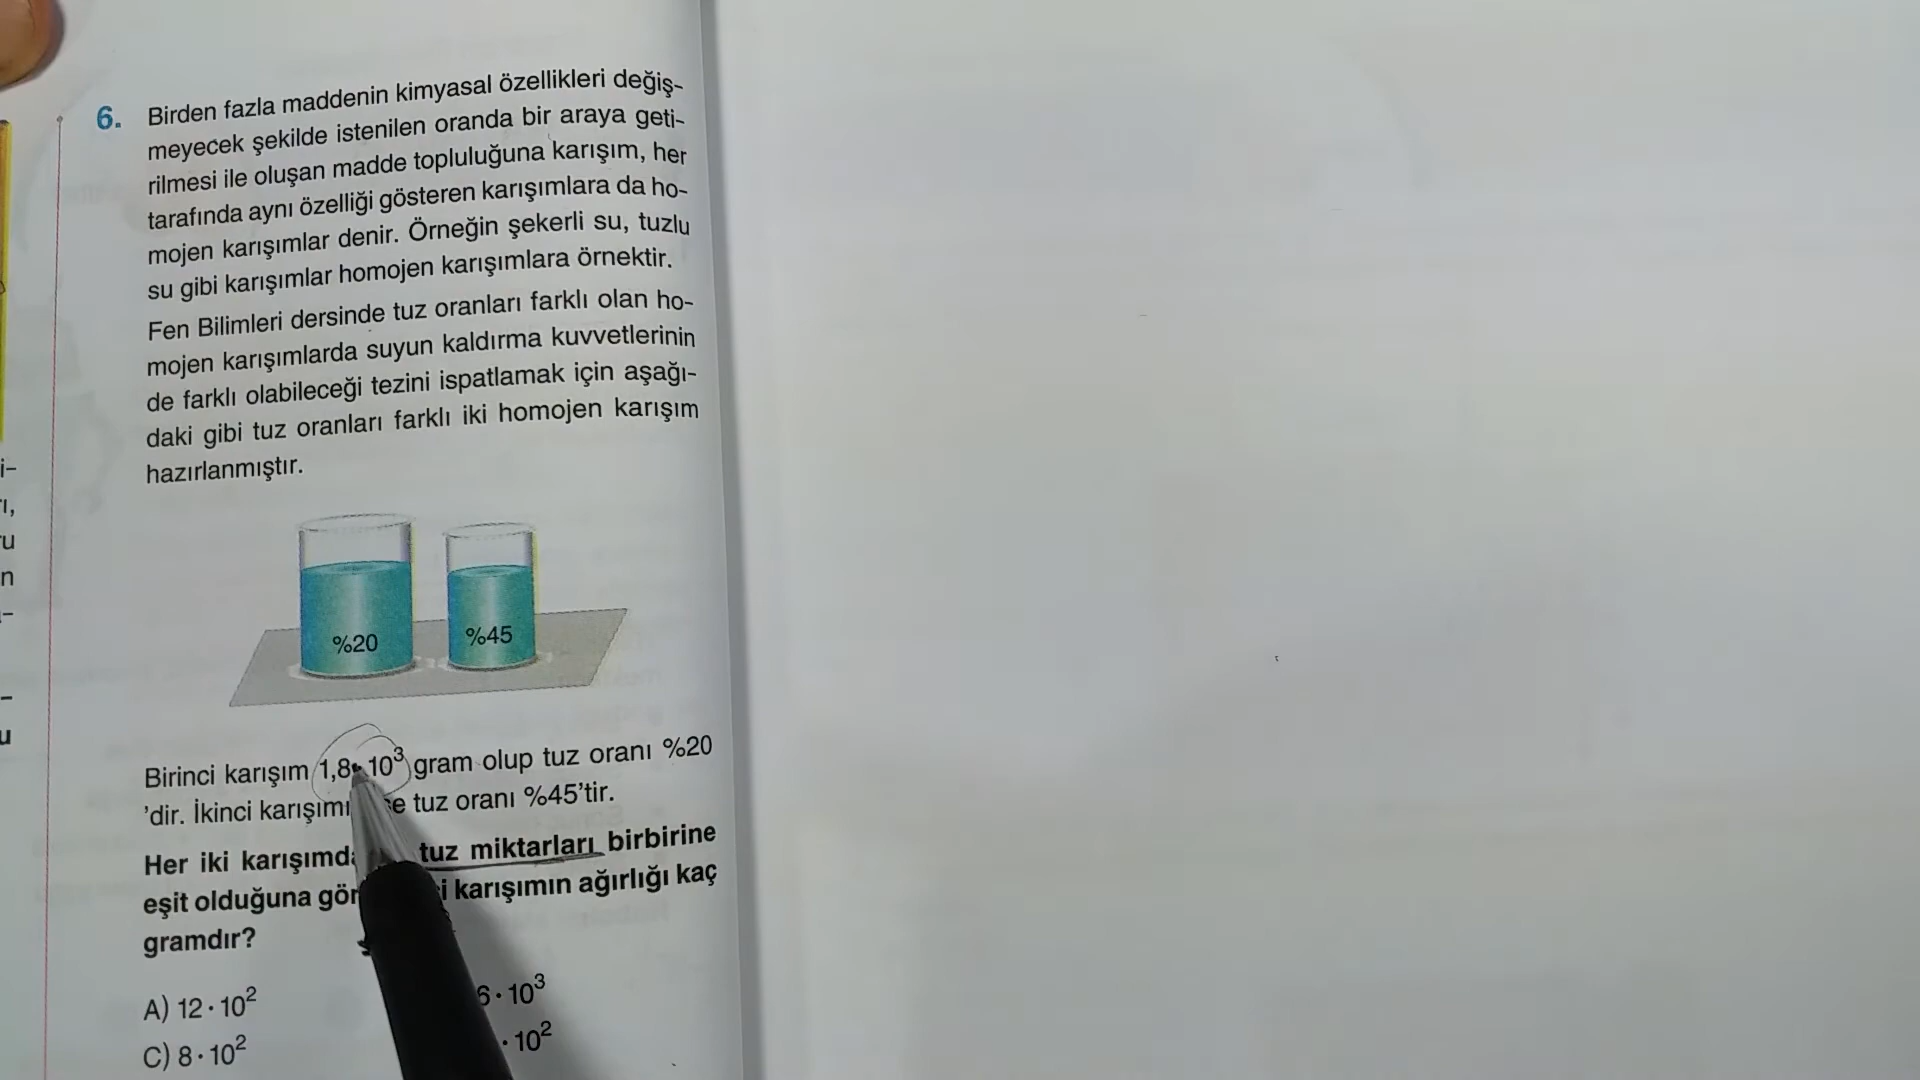 6. Birden fazla maddenin kimyasal özellikleri değiş-
meyecek şekilde istenilen oranda bir araya geti-
rilmesi ile oluşan madde topluluğuna karışım, her
tarafında aynı özelliği gösteren karışımlara da ho-
mojen karışımlar denir. Örneğin şekerli su, tuzlu
su gibi karışımlar homojen karışımlara örnektir.
Fen Bilimleri dersinde tuz oranları farklı olan ho-
mojen karışımlarda suyun kaldırma kuvvetlerinin
de farklı olabileceği tezini ispatlamak için aşağı-
daki gibi tuz oranları farklı iki homojen karışım
hazırlanmıştır.
%20 %45
Birinci karışım 1,8·10³ gram olup tuz oranı %20
'dir. İkinci tuz oranı %45'tir.
Her iki tuz miktarları birbirine
eşit olduğuna karışımın ağırlığı kaç
gramdır?
A) 12·10² 6·10³
C) 8·10² ·10²
i-
ı,
u
n
-
-
u